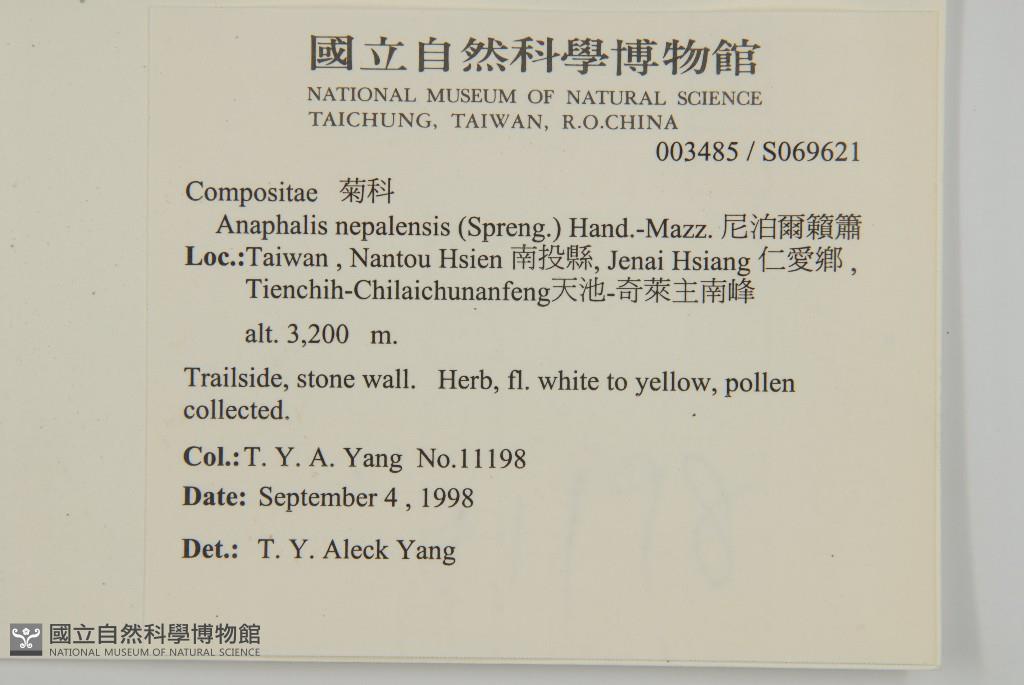 國立自然科學博物館
NATIONAL MUSEUM OF NATURAL SCIENCE
TAICHUNG, TAIWAN, R.O.CHINA
003485 / S069621
Compositae 菊科
Anaphalis nepalensis (Spreng.) Hand.-Mazz. 尼泊爾籟簫
Loc.:Taiwan , Nantou Hsien 南投縣, Jenai Hsiang 仁愛鄉 ,
Tienchih-Chilaichunanfeng天池-奇萊主南峰
alt. 3,200 m.
Trailside, stone wall. Herb, fl. white to yellow, pollen
collected.
Col.:T. Y. A. Yang No.11198
Date: September 4 , 1998
Det.: T. Y. Aleck Yang
國立自然科學博物館
NATIONAL MUSEUM OF NATURAL SCIENCE